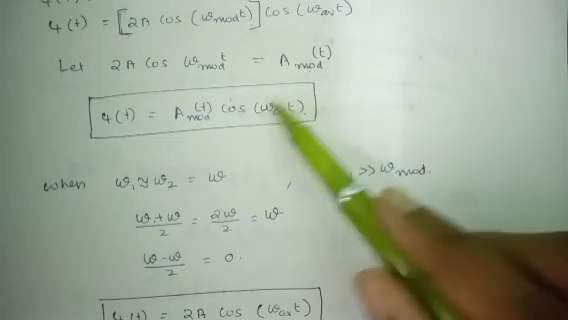 ψ(t) = [2A cos (ω_mod t)] cos (ω_av t)
Let 2A cos ω_mod t = A_mod (t)
ψ(t) = A_mod (t) cos (ω_av t).
when ω₁ ≈ ω₂ = ω , >> ω_mod.
(ω₁ + ω)/2 = 2ω/2 = ω
(ω - ω)/2 = 0.
ψ(t) = 2A cos (ω_av t)